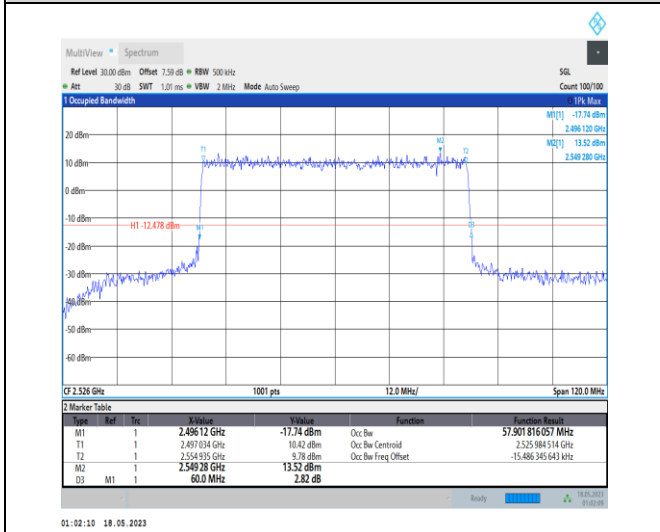 MultiView Spectrum
Ref Level 30.00 dBm Offset 7.59 dB RBW 500 kHz SGL
Att 30 dB SWT 1.01 ms VBW 2 MHz Mode Auto Sweep Count 100/100
1 Occupied Bandwidth 1Pk Max
M1[1] -17.74 dBm
2.496 120 GHz
M2[1] 13.52 dBm
2.549 280 GHz
20 dBm
10 dBm
0 dBm
-10 dBm
H1 -12.478 dBm
-20 dBm
-30 dBm
-40 dBm
-50 dBm
-60 dBm
T1
M2
T2
M1
D3
CF 2.526 GHz 1001 pts 12.0 MHz/ Span 120.0 MHz
2 Marker Table
Type Ref Trc X-Value Y-Value Function Function Result
M1 1 2.49612 GHz -17.74 dBm Occ Bw 57.901 816 057 MHz
T1 1 2.497034 GHz 10.42 dBm Occ Bw Centroid 2.525 984 514 GHz
T2 1 2.554935 GHz 9.78 dBm Occ Bw Freq Offset -15.486 345 643 kHz
M2 1 2.54928 GHz 13.52 dBm
D3 M1 1 60.0 MHz 2.82 dB
Ready 18.05.2023
01:02:09
01:02:10 18.05.2023